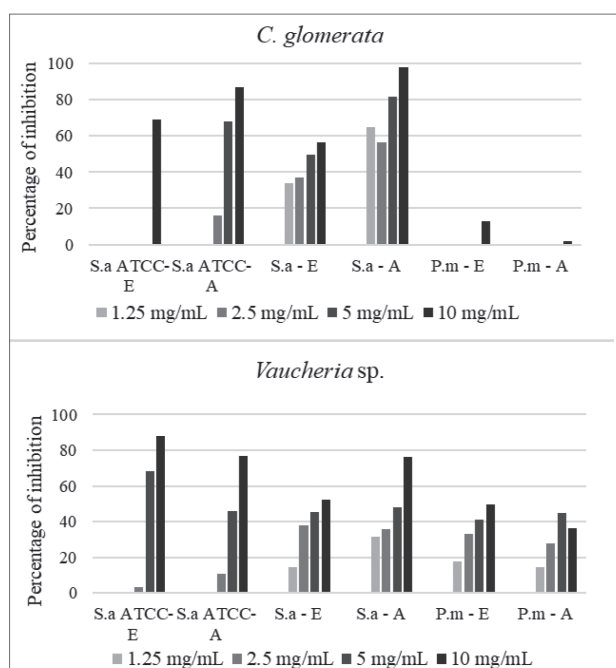 C. glomerata
Percentage of inhibition
100
80
60
40
20
0
S.a ATCC-E
S.a ATCC-A
S.a - E
S.a - A
P.m - E
P.m - A
1.25 mg/mL 2.5 mg/mL 5 mg/mL 10 mg/mL
Vaucheria sp.
Percentage of inhibition
100
80
60
40
20
0
S.a ATCC-E
S.a ATCC-A
S.a - E
S.a - A
P.m - E
P.m - A
1.25 mg/mL 2.5 mg/mL 5 mg/mL 10 mg/mL